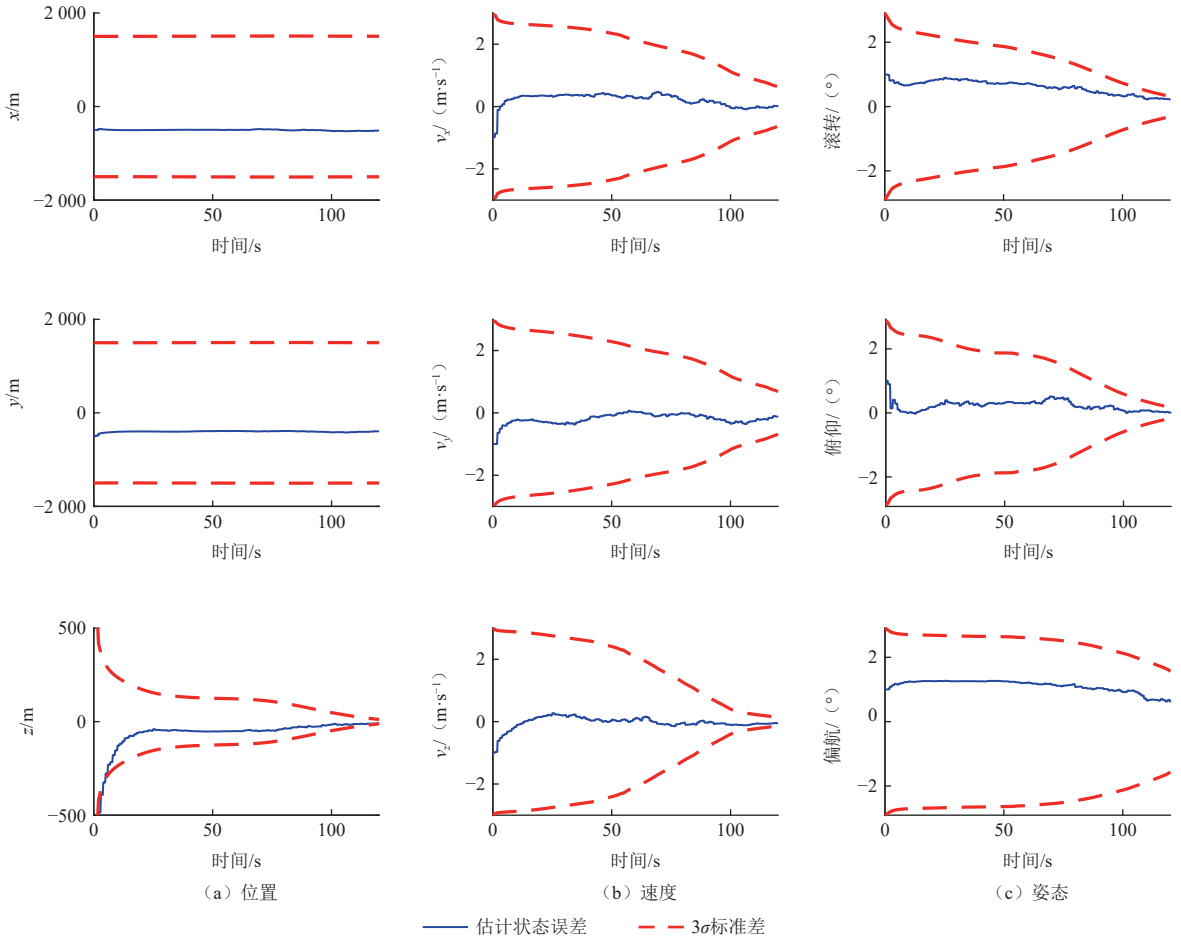 2 000
0
−2 000
x/m
0
50
100
时间/s
2
0
−2
vx/（m·s−1）
0
50
100
时间/s
2
0
−2
滚转/（°）
0
50
100
时间/s
2 000
0
−2 000
y/m
0
50
100
时间/s
2
0
−2
vy/（m·s−1）
0
50
100
时间/s
2
0
−2
俯仰/（°）
0
50
100
时间/s
500
0
−500
z/m
0
50
100
时间/s
2
0
−2
vz/（m·s−1）
0
50
100
时间/s
2
0
−2
偏航/（°）
0
50
100
时间/s
（a）位置
（b）速度
（c）姿态
估计状态误差
3σ标准差